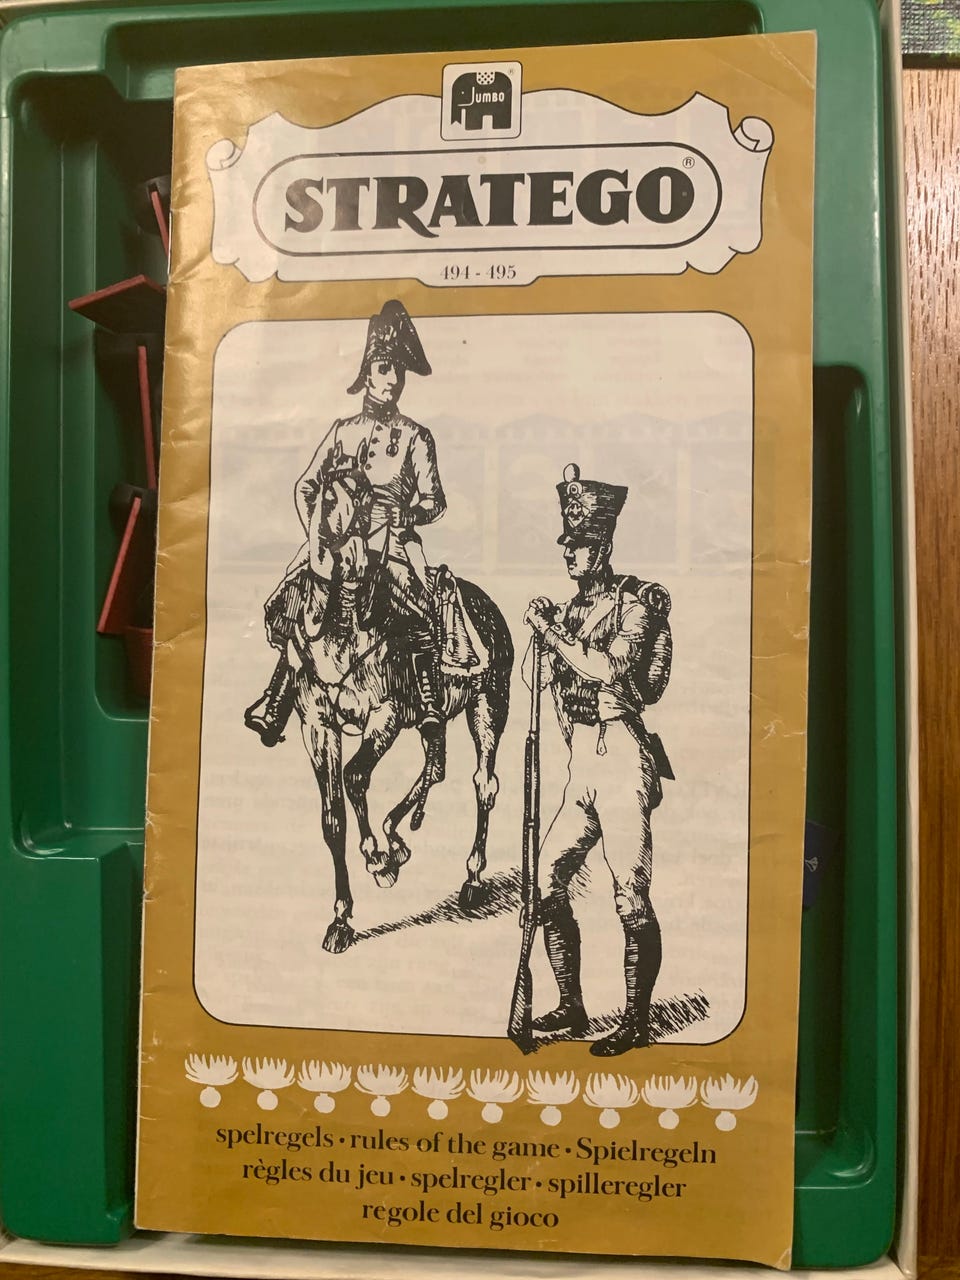 JUMBO
®
STRATEGO®
494 - 495
spelregels • rules of the game • Spielregeln
règles du jeu • spelregler • spilleregler
regole del gioco